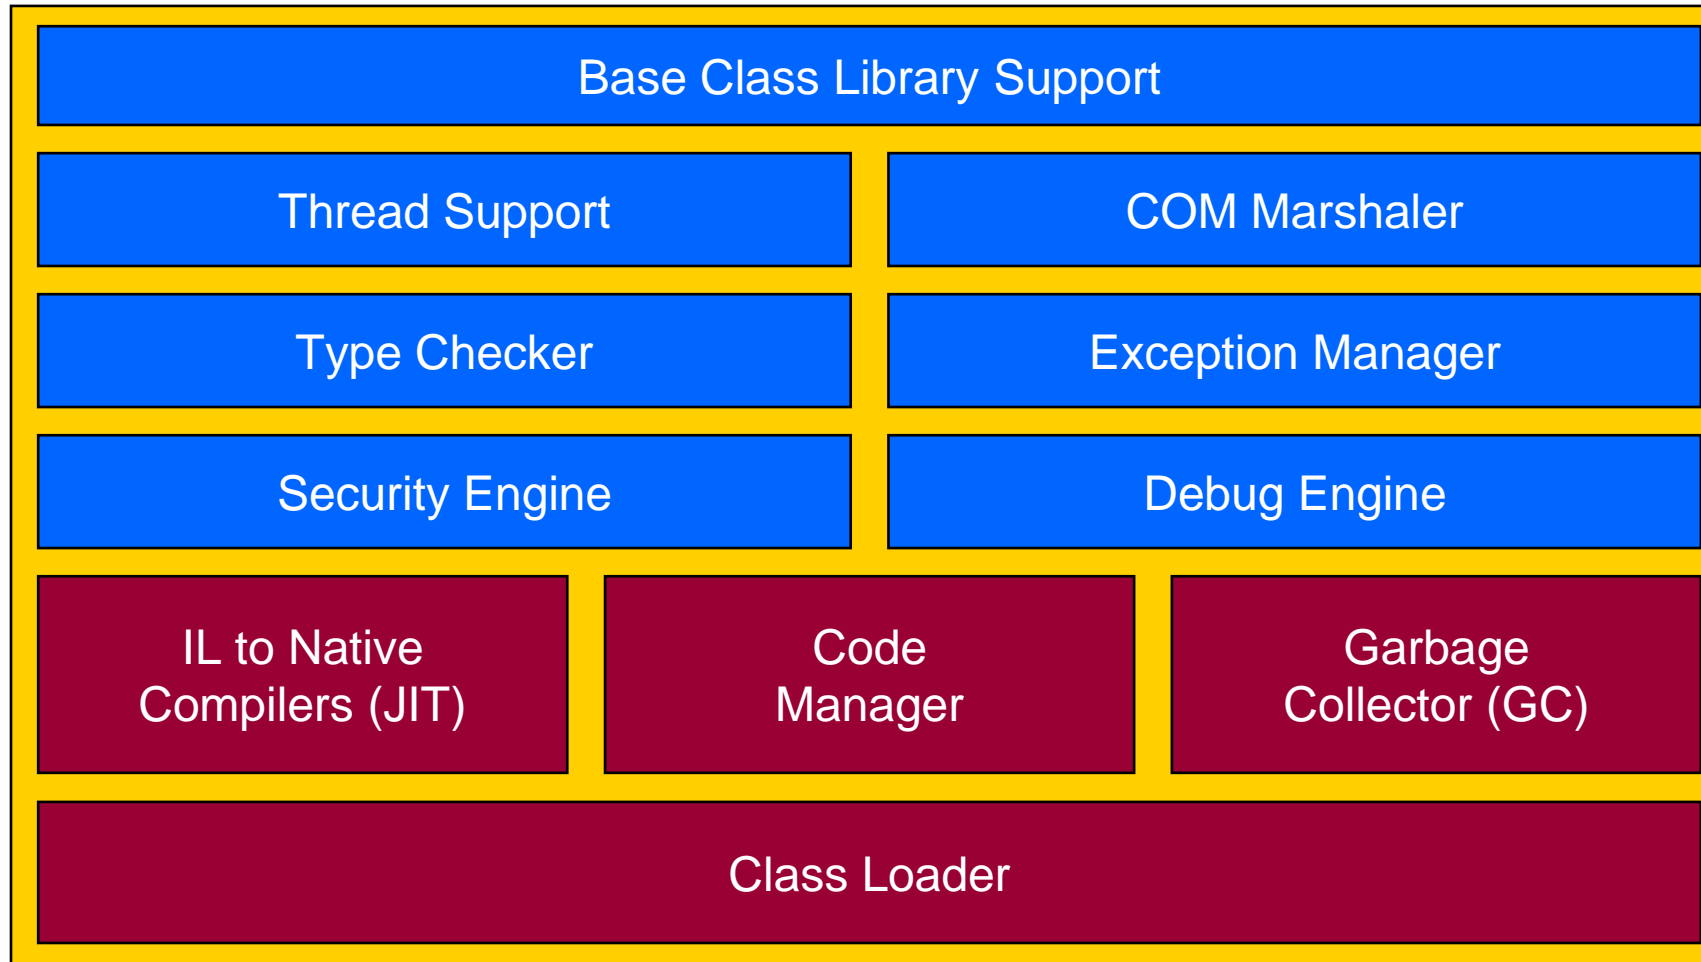 Base Class Library Support
Thread Support
COM Marshaler
Type Checker
Exception Manager
Security Engine
Debug Engine
IL to Native
Compilers (JIT)
Code
Manager
Garbage
Collector (GC)
Class Loader